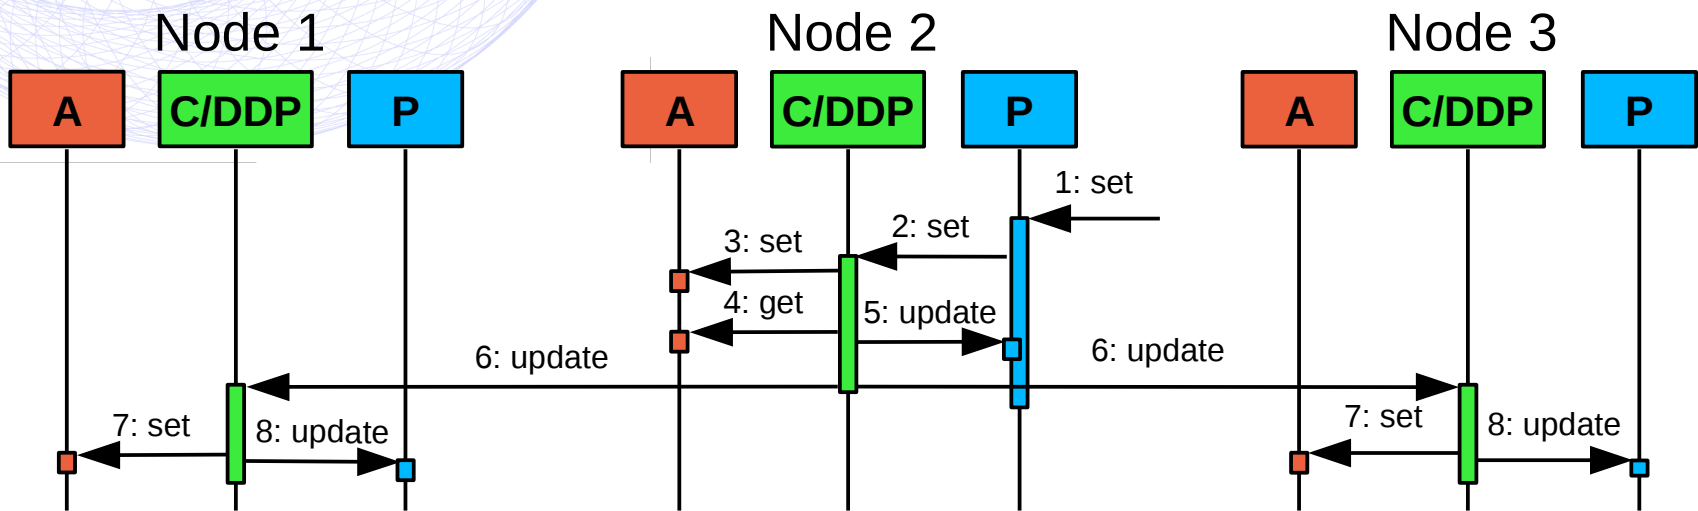 Node 1
Node 2
Node 3
A
C/DDP
P
A
C/DDP
P
A
C/DDP
P
1: set
2: set
3: set
4: get
5: update
6: update
6: update
7: set
8: update
7: set
8: update